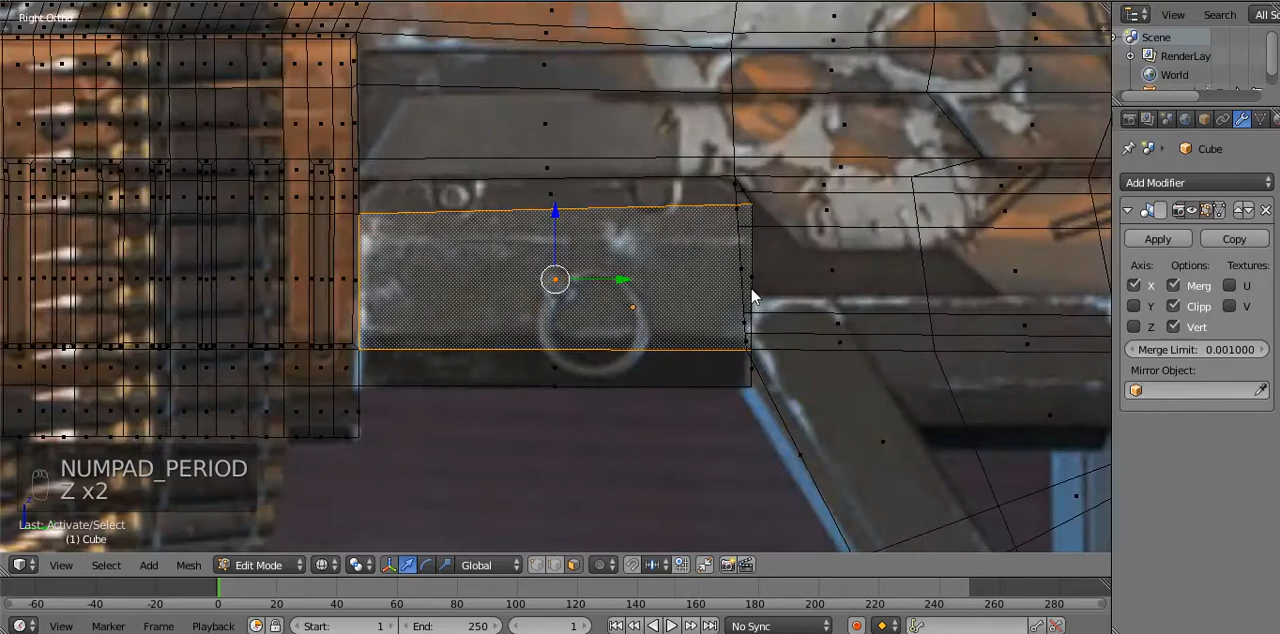 Right Ortho
View Search All S
Scene
RenderLay
World
Cube
Add Modifier
Apply Copy
Axis: Options: Textures:
X Merg U
Y Clipp V
Z Vert
Merge Limit: 0.001000
Mirror Object:
NUMPAD_PERIOD
Z x2
Last: Activate/Select
(1) Cube
View Select Add Mesh Edit Mode Global
-60 -40 -20 0 20 40 60 80 100 120 140 160 180 200 220 240 260 280
View Marker Frame Playback Start: 1 End: 250 1 No Sync